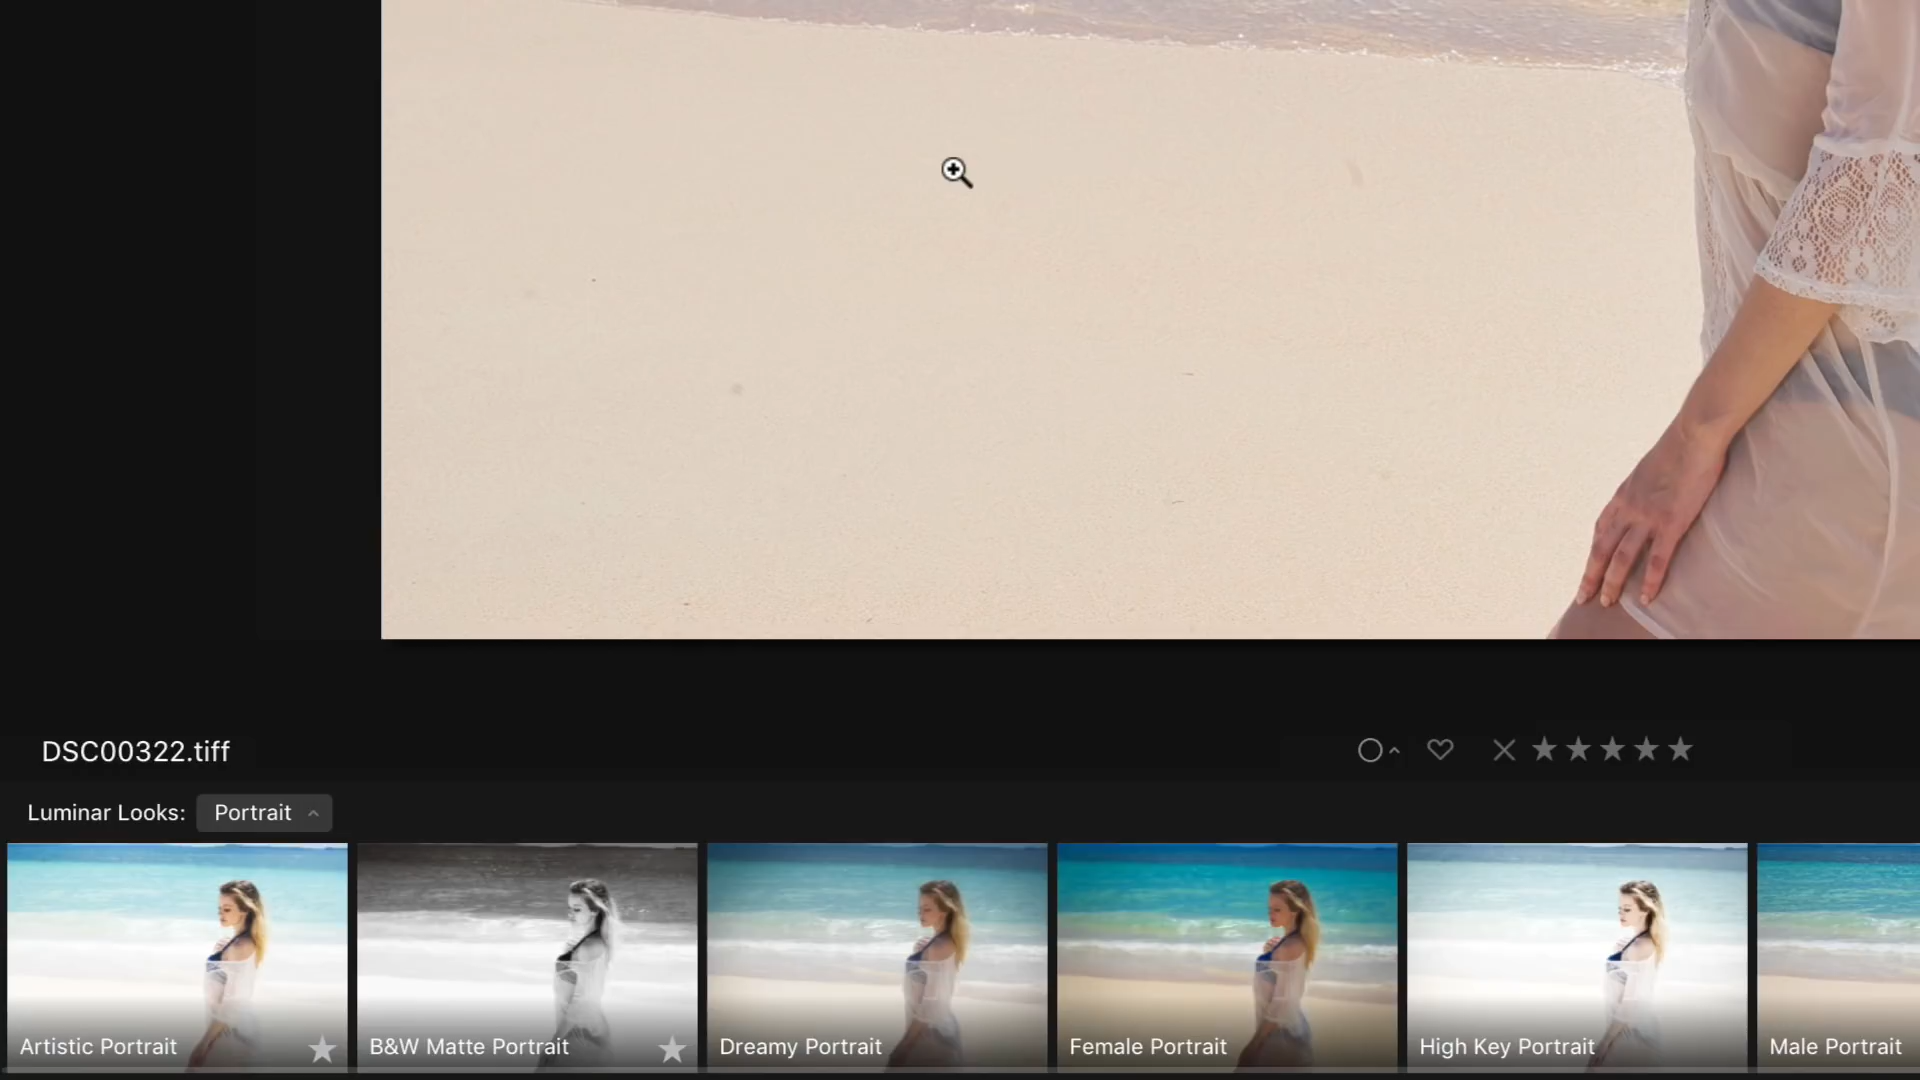 DSC00322.tiff
Luminar Looks: Portrait
Artistic Portrait
B&W Matte Portrait
Dreamy Portrait
Female Portrait
High Key Portrait
Male Portrait